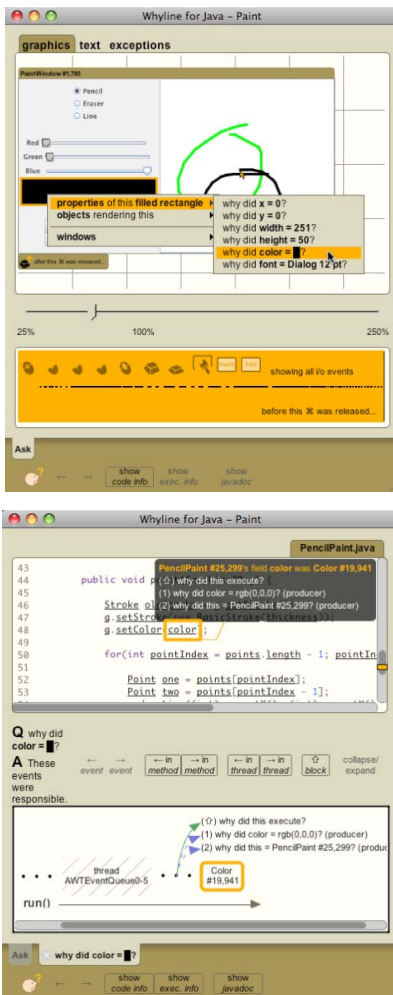 Whyline for Java – Paint
graphics text exceptions
PaintWindow #1,785
Pencil
Eraser
Line
Red
Green
Blue
properties of this filled rectangle
objects rendering this
windows
why did x = 0?
why did y = 0?
why did width = 251?
why did height = 50?
why did color = ?
why did font = Dialog 12 pt?
after this ⌘ was released...
25% 100% 250%
showing all i/o events
before this ⌘ was released...
Ask
← → show code info show exec. info show javadoc
Whyline for Java – Paint
PencilPaint.java
PencilPaint #25,299's field color was Color #19,941
(⇧) why did this execute?
(1) why did color = rgb(0,0,0)? (producer)
(2) why did this = PencilPaint #25,299? (producer)
43
44 public void
45
46 Stroke
47 g.setStroke(new BasicStroke(thickness));
48 g.setColor(color);
49
50 for(int pointIndex = points.length - 1; pointIn
51
52 Point one = points[pointIndex];
53 Point two = points[pointIndex - 1];
Q why did
color = ?
A These
events
were
responsible.
← event → event ← in method → in method ← in thread → in thread ⇧ block collapse/ expand
(⇧) why did this execute?
(1) why did color = rgb(0,0,0)? (producer)
(2) why did this = PencilPaint #25,299? (produc
• • • thread AWTEventQueue0-5 • • • Color #19,941
run()
Ask why did color = ?
← → show code info show exec. info show javadoc